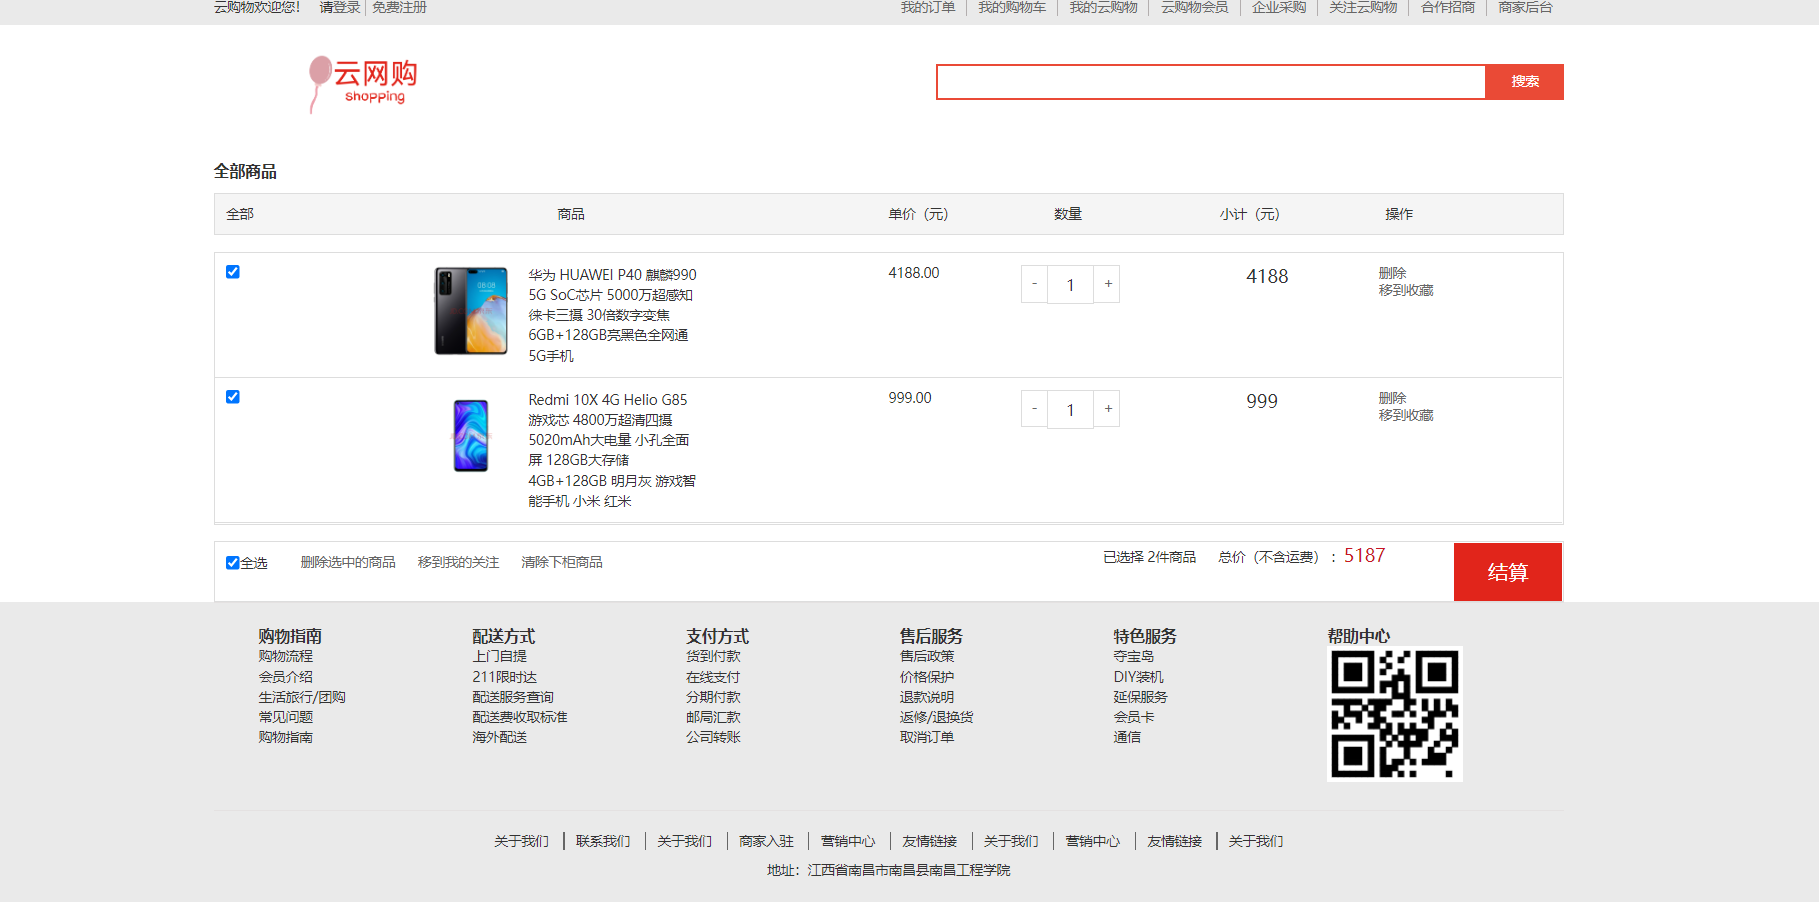 云购物欢迎您！ 请登录 免费注册 我的订单 我的购物车 我的云购物 云购物会员 企业采购 关注云购物 合作招商 商家后台
云网购
shopping
搜索
全部商品
全部 商品 单价（元） 数量 小计（元） 操作
华为 HUAWEI P40 麒麟990
5G SoC芯片 5000万超感知
徕卡三摄 30倍数字变焦
6GB+128GB亮黑色全网通
5G手机
4188.00 - 1 + 4188 删除
移到收藏
Redmi 10X 4G Helio G85
游戏芯 4800万超清四摄
5020mAh大电量 小孔全面
屏 128GB大存储
4GB+128GB 明月灰 游戏智
能手机 小米 红米
999.00 - 1 + 999 删除
移到收藏
全选 删除选中的商品 移到我的关注 清除下柜商品 已选择 2件商品 总价（不含运费）：5187 结算
购物指南 配送方式 支付方式 售后服务 特色服务 帮助中心
购物流程 上门自提 货到付款 售后政策 夺宝岛
会员介绍 211限时达 在线支付 价格保护 DIY装机
生活旅行/团购 配送服务查询 分期付款 退款说明 延保服务
常见问题 配送费收取标准 邮局汇款 返修/退换货 会员卡
购物指南 海外配送 公司转账 取消订单 通信
关于我们 联系我们 关于我们 商家入驻 营销中心 友情链接 关于我们 营销中心 友情链接 关于我们
地址：江西省南昌市南昌县南昌工程学院